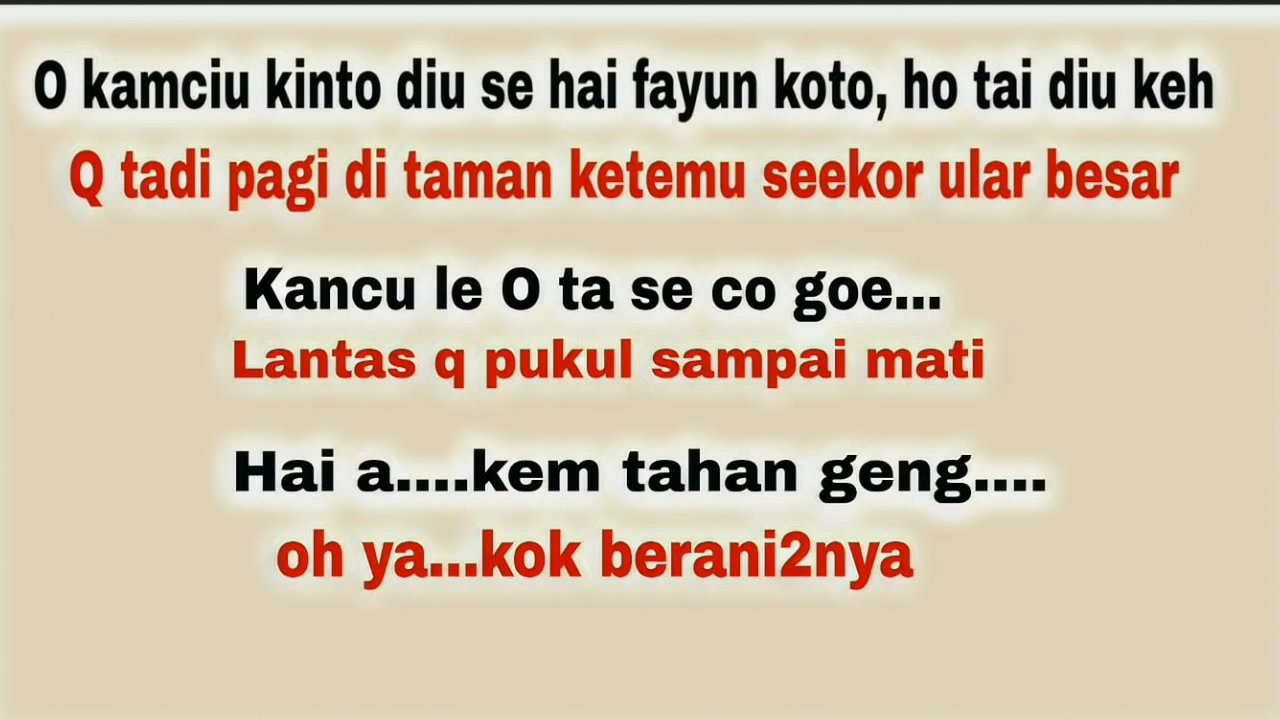 O kamciu kinto diu se hai fayun koto, ho tai diu keh
Q tadi pagi di taman ketemu seekor ular besar
Kancu le O ta se co goe...
Lantas q pukul sampai mati
Hai a....kem tahan geng....
oh ya...kok berani2nya